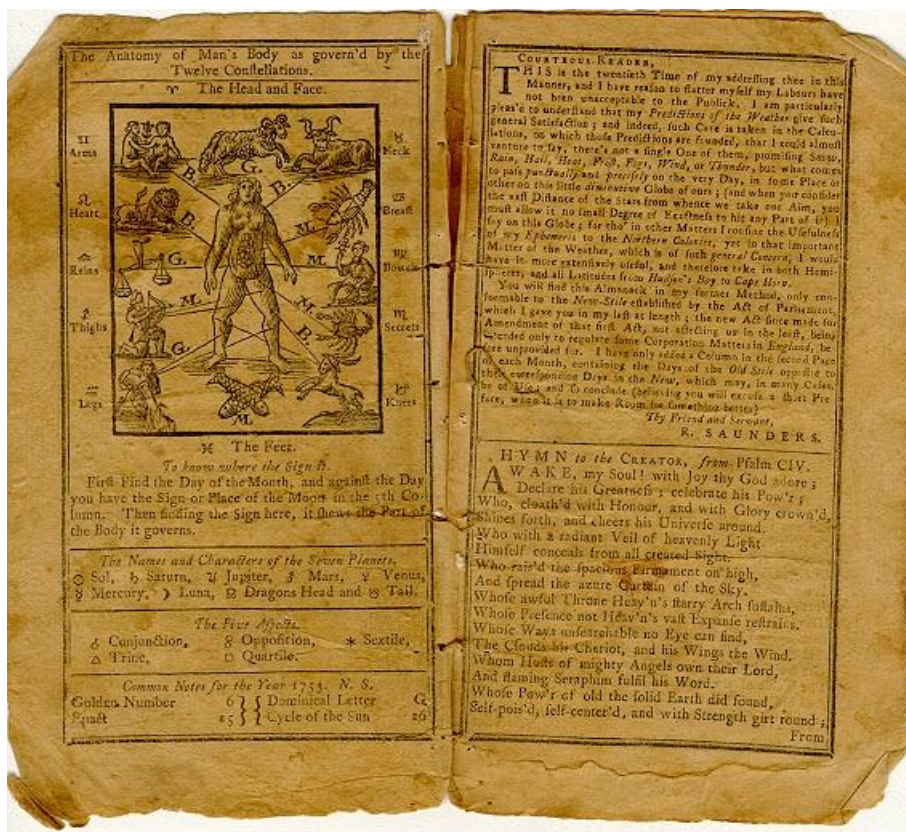 The Anatomy of Man's Body as govern'd by the
Twelve Constellations.
♈ The Head and Face.
♊
Arms
♉
Neck
♌
Heart
♋
Breast
♎
Reins
♍
Bowels
♐
Thighs
♏
Secrets
♒
Legs
♑
Knees
B.
G.
B.
B.
M.
G.
M.
M.
M.
G.
B.
M.
♓ The Feet.
To know where the Sign is.
First Find the Day of the Month, and against the Day
you have the Sign or Place of the Moon in the 5th Co-
lumn. Then finding the Sign here, it shews the Part of
the Body it governs.
The Names and Characters of the Seven Planets.
☉ Sol, ♄ Saturn, ♃ Jupiter, ♂ Mars, ♀ Venus,
☿ Mercury, ☽ Luna, ☊ Dragons Head and ☋ Tail.
The Five Aspects.
☌ Conjunction, ☍ Opposition, ⚹ Sextile,
△ Trine, □ Quartile.
Common Notes for the Year 1753. N. S.
Golden Number 6 } { Dominical Letter G
Epact 25 } { Cycle of the Sun 26
COURTEOUS READER,
THIS is the twentieth Time of my addreſſing thee in this
Manner, and I have reaſon to flatter myſelf my Labours have
not been unacceptable to the Publick. I am particularly
pleas'd to underſtand that my Predictions of the Weather give ſuch
general Satisfaction; and indeed, ſuch Care is taken in the Calcu-
lations, on which thoſe Predictions are founded, that I could almoſt
venture to ſay, there's not a ſingle One of them, promiſing Snow,
Rain, Hail, Heat, Froſt, Fogs, Wind, or Thunder, but what comes
to paſs punctually and preciſely on the very Day, in ſome Place or
other on this little diminutive Globe of ours; (and when you conſider
the vaſt Diſtance of the Stars from whence we take our Aim, you
muſt allow it no ſmall Degree of Exactneſs to hit any Part of it) I
ſay on this Globe; for tho' in other Matters I confine the Uſefulneſs
of my Ephemeris to the Northern Colonies, yet in that important
Matter of the Weather, which is of ſuch general Concern, I would
have it more extenſively uſeful, and therefore take in both Hemi-
ſpheres, and all Latitudes from Hudſon's Bay to Cape Horn.
You will find this Almanack in my former Method, only con-
formable to the New-Stile eſtabliſhed by the Act of Parliament,
which I gave you in my laſt at length; the new Act ſince made for
Amendment of that firſt Act, not affecting us in the leaſt, being
intended only to regulate ſome Corporation Matters in England, be-
fore unprovided for. I have only added a Column in the ſecond Page
of each Month, containing the Days of the Old Stile oppoſite to
their correſponding Days in the New, which may, in many Caſes,
be of Uſe; and ſo conclude (believing you will excuſe a ſhort Pre-
face, when it is to make Room for ſomething better)
Thy Friend and Servant,
R. SAUNDERS.
HYMN to the CREATOR, from Pſalm CIV.
AWAKE, my Soul! with Joy thy God adore;
Declare his Greatneſs; celebrate his Pow'r;
Who, cloath'd with Honour, and with Glory crown'd,
Shines forth, and cheers his Univerſe around.
Who with a radiant Veil of heavenly Light
Himſelf conceals from all created Sight.
Who rais'd the ſpacious Firmament on high,
And ſpread the azure Curtain of the Sky.
Whoſe awful Throne Heav'n's ſtarry Arch ſuſtains,
Whoſe Preſence not Heav'n's vaſt Expanſe reſtrains.
Whoſe Ways unſearchable no Eye can find,
The Clouds his Chariot, and his Wings the Wind.
Whom Hoſts of mighty Angels own their Lord,
And flaming Seraphim fulfil his Word.
Whoſe Pow'r of old the ſolid Earth did found,
Self-pois'd, ſelf-center'd, and with Strength girt round;
From